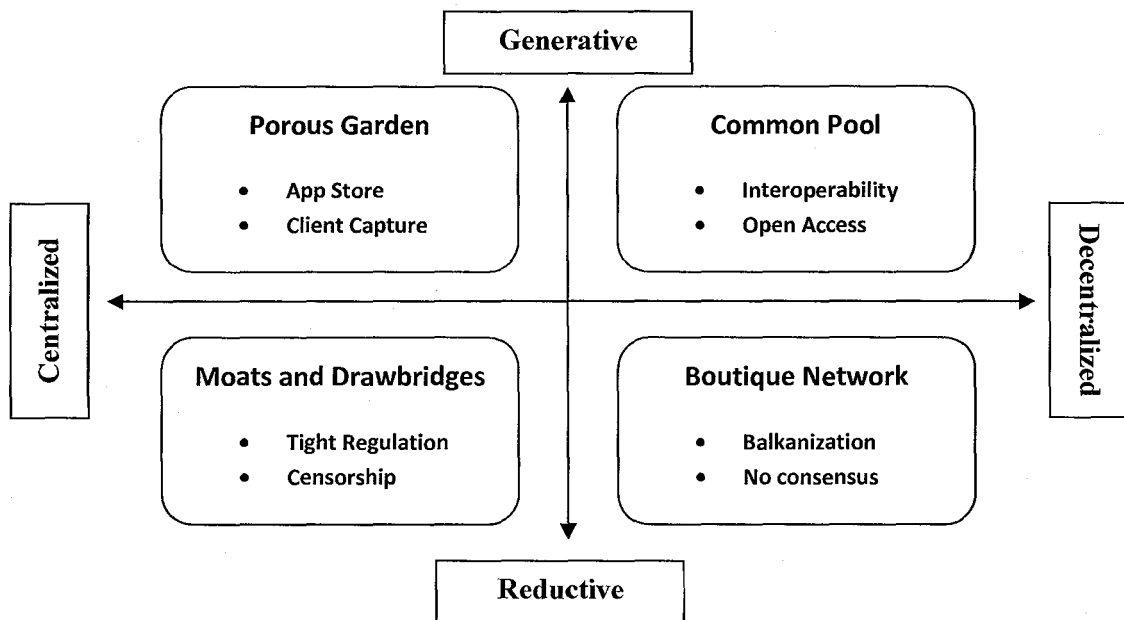 Generative
Porous Garden
• App Store
• Client Capture
Common Pool
• Interoperability
• Open Access
Centralized
Decentralized
Moats and Drawbridges
• Tight Regulation
• Censorship
Boutique Network
• Balkanization
• No consensus
Reductive